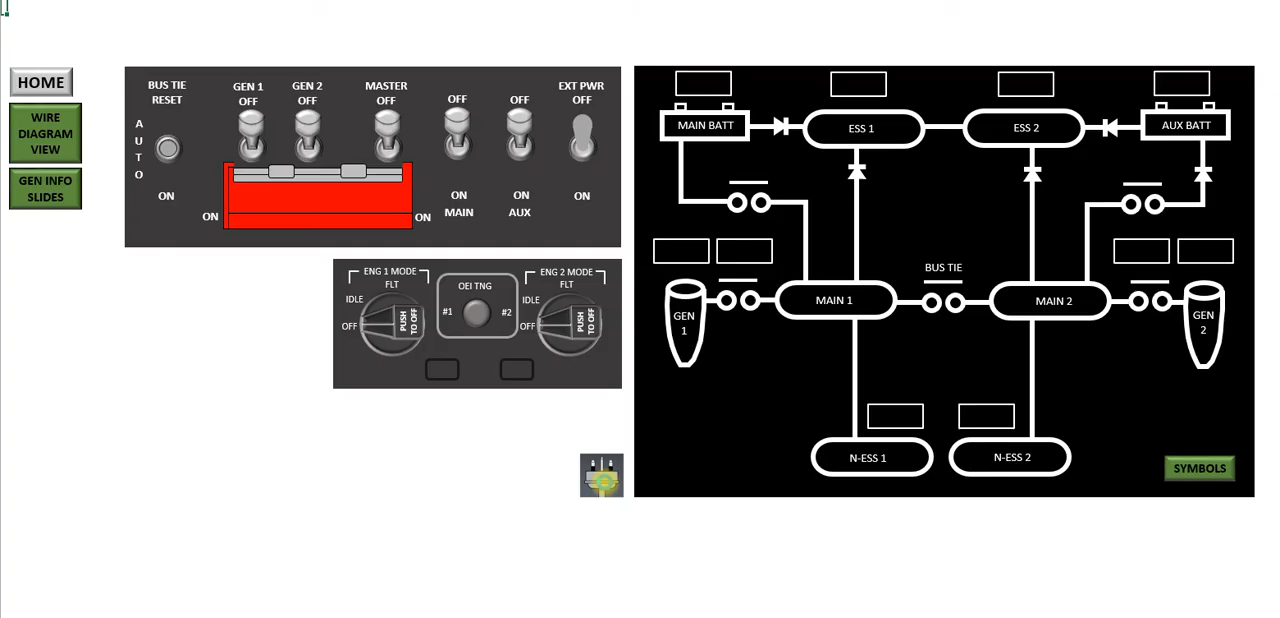 HOME
WIRE
DIAGRAM
VIEW
GEN INFO
SLIDES
BUS TIE
RESET
A
U
T
O
ON
GEN 1
OFF
GEN 2
OFF
MASTER
OFF
ON
ON
OFF
ON
MAIN
OFF
ON
AUX
EXT PWR
OFF
ON
ENG 1 MODE
FLT
IDLE
OFF
PUSH
TO OFF
OEI TNG
#1
#2
ENG 2 MODE
FLT
IDLE
OFF
PUSH
TO OFF
MAIN BATT
ESS 1
ESS 2
AUX BATT
BUS TIE
GEN
1
MAIN 1
MAIN 2
GEN
2
N-ESS 1
N-ESS 2
SYMBOLS